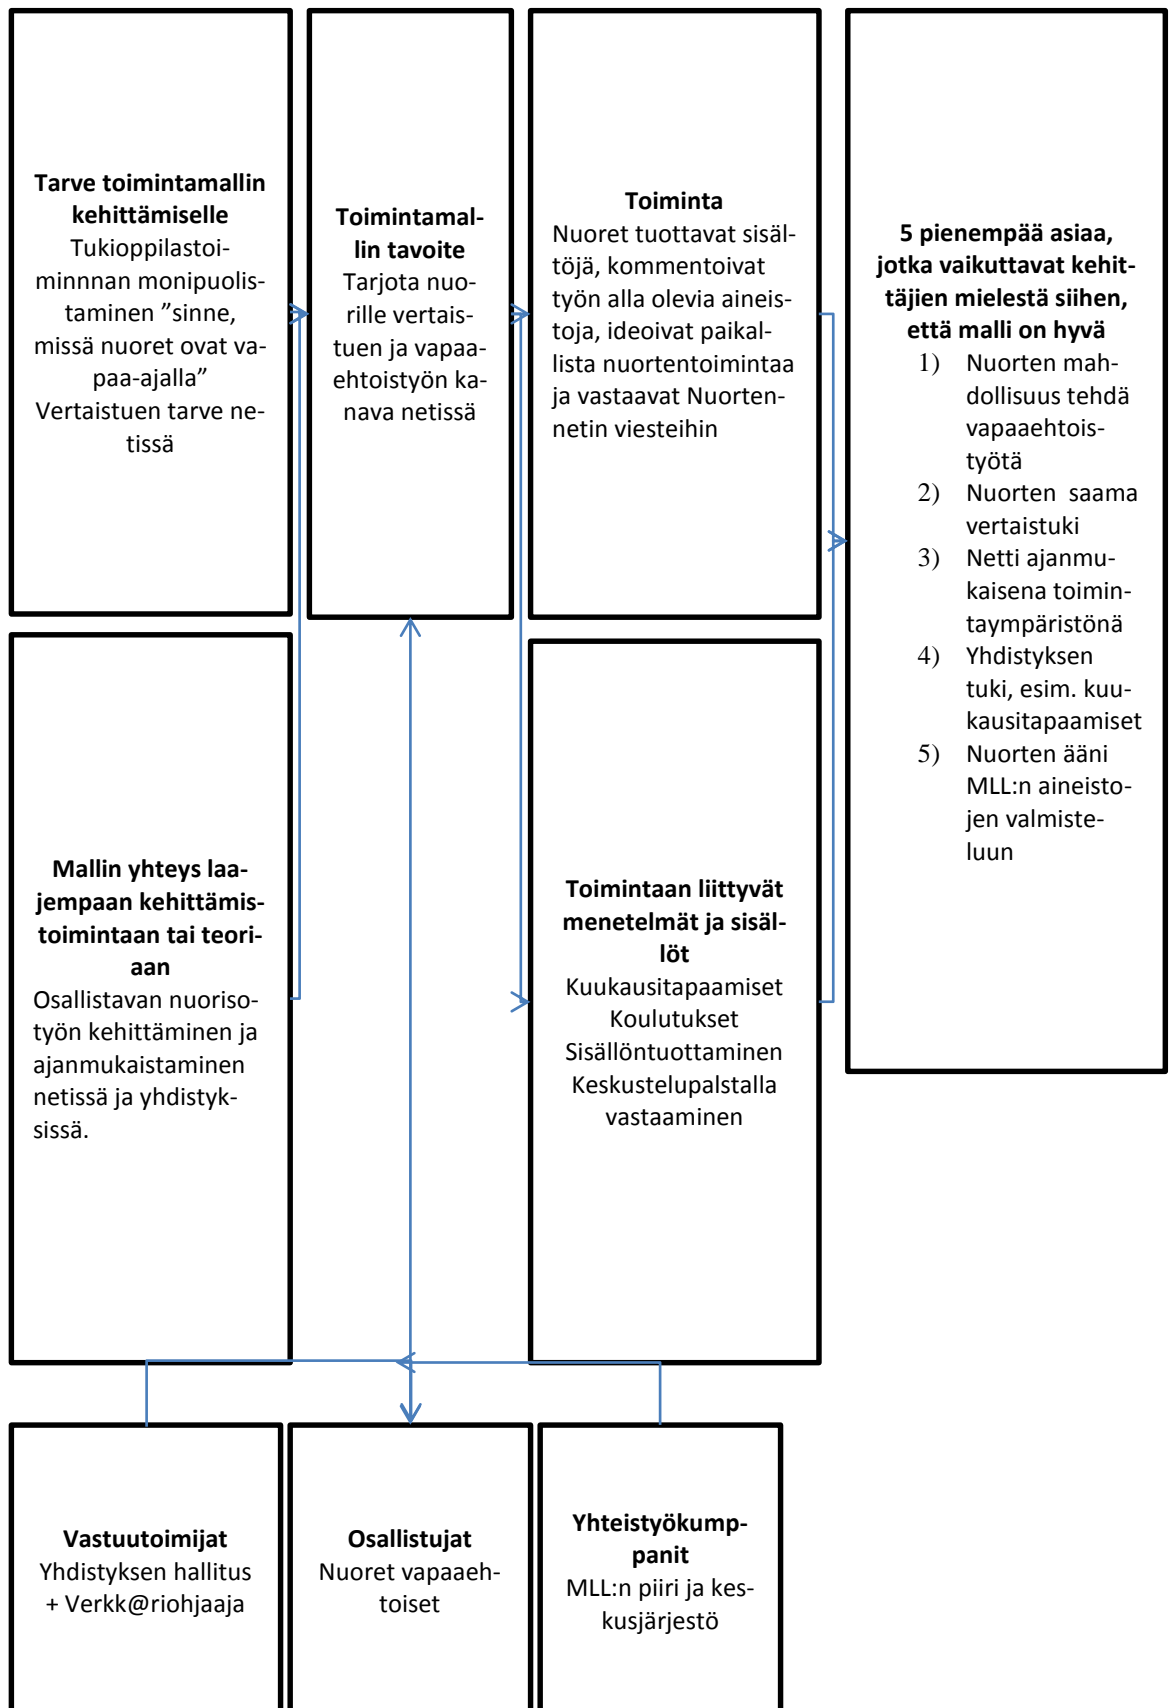 Tarve toimintamallin
kehittämiselle
Tukioppilastoi-
minnnan monipuolis-
taminen ”sinne,
missä nuoret ovat va-
paa-ajalla”
Vertaistuen tarve ne-
tissä
Toimintamal-
lin tavoite
Tarjota nuo-
rille vertais-
tuen ja vapaa-
ehtoistyön ka-
nava netissä
Toiminta
Nuoret tuottavat sisäl-
töjä, kommentoivat
työn alla olevia aineis-
toja, ideoivat paikal-
lista nuortentoimintaa
ja vastaavat Nuorten-
netin viesteihin
5 pienempää asiaa,
jotka vaikuttavat kehit-
täjien mielestä siihen,
että malli on hyvä
1) Nuorten mah-
dollisuus tehdä
vapaaehtois-
työtä
2) Nuorten saama
vertaistuki
3) Netti ajanmu-
kaisena toimin-
taympäristönä
4) Yhdistyksen
tuki, esim. kuu-
kausitapaamiset
5) Nuorten ääni
MLL:n aineisto-
jen valmiste-
luun
Mallin yhteys laa-
jempaan kehittämis-
toimintaan tai teori-
aan
Osallistavan nuoriso-
työn kehittäminen ja
ajanmukaistaminen
netissä ja yhdistyk-
sissä.
Toimintaan liittyvät
menetelmät ja sisäl-
löt
Kuukausitapaamiset
Koulutukset
Sisällöntuottaminen
Keskustelupalstalla
vastaaminen
Vastuutoimijat
Yhdistyksen hallitus
+ Verkk@riohjaaja
Osallistujat
Nuoret vapaaeh-
toiset
Yhteistyökump-
panit
MLL:n piiri ja kes-
kusjärjestö